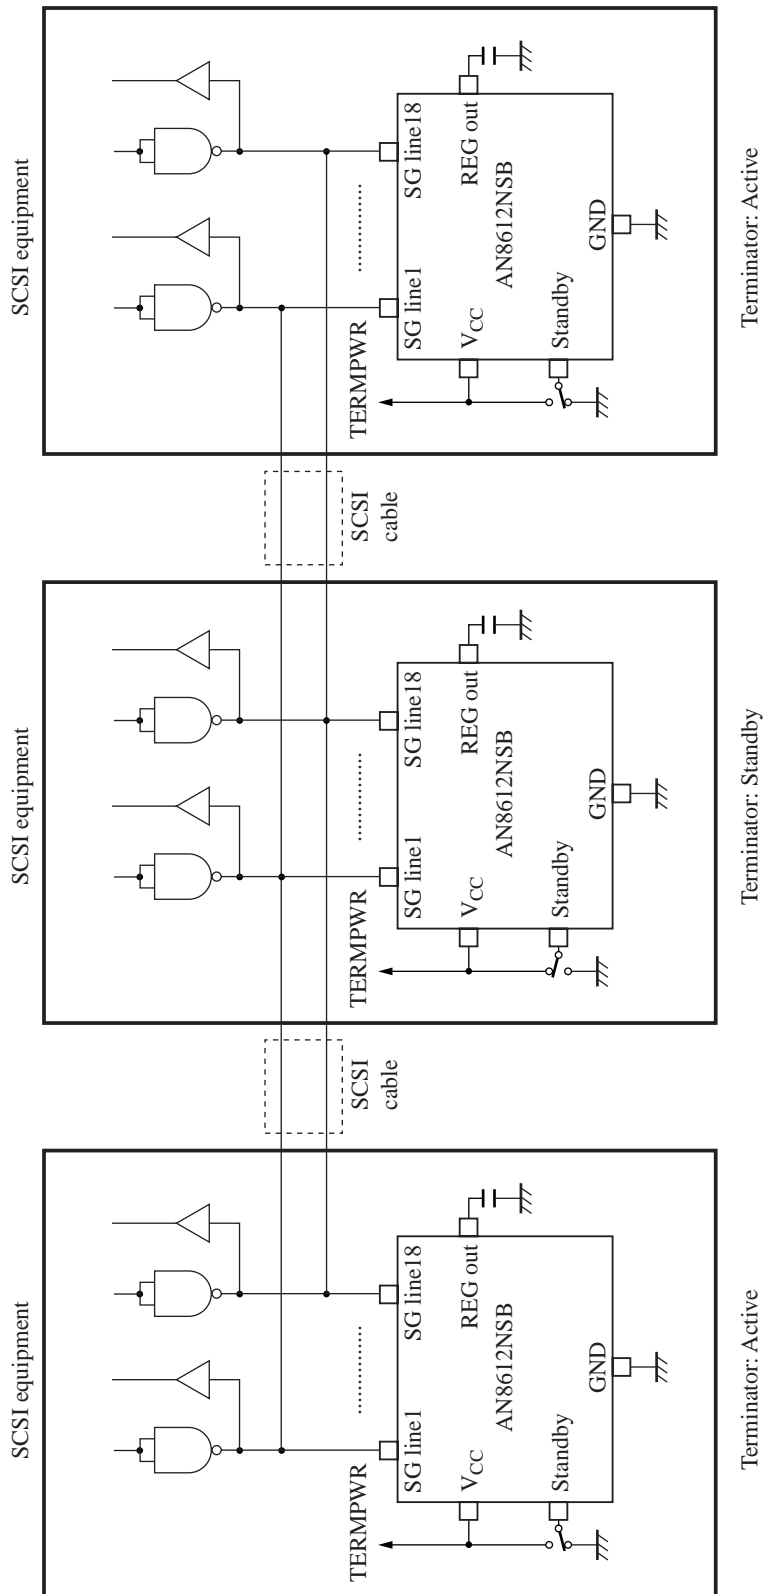 SCSI equipment
TERMPWR
SG line1
SG line18
VCC
REG out
AN8612NSB
Standby
GND
Terminator: Active
SCSI
cable
SCSI equipment
TERMPWR
SG line1
SG line18
VCC
REG out
AN8612NSB
Standby
GND
Terminator: Standby
SCSI
cable
SCSI equipment
TERMPWR
SG line1
SG line18
VCC
REG out
AN8612NSB
Standby
GND
Terminator: Active